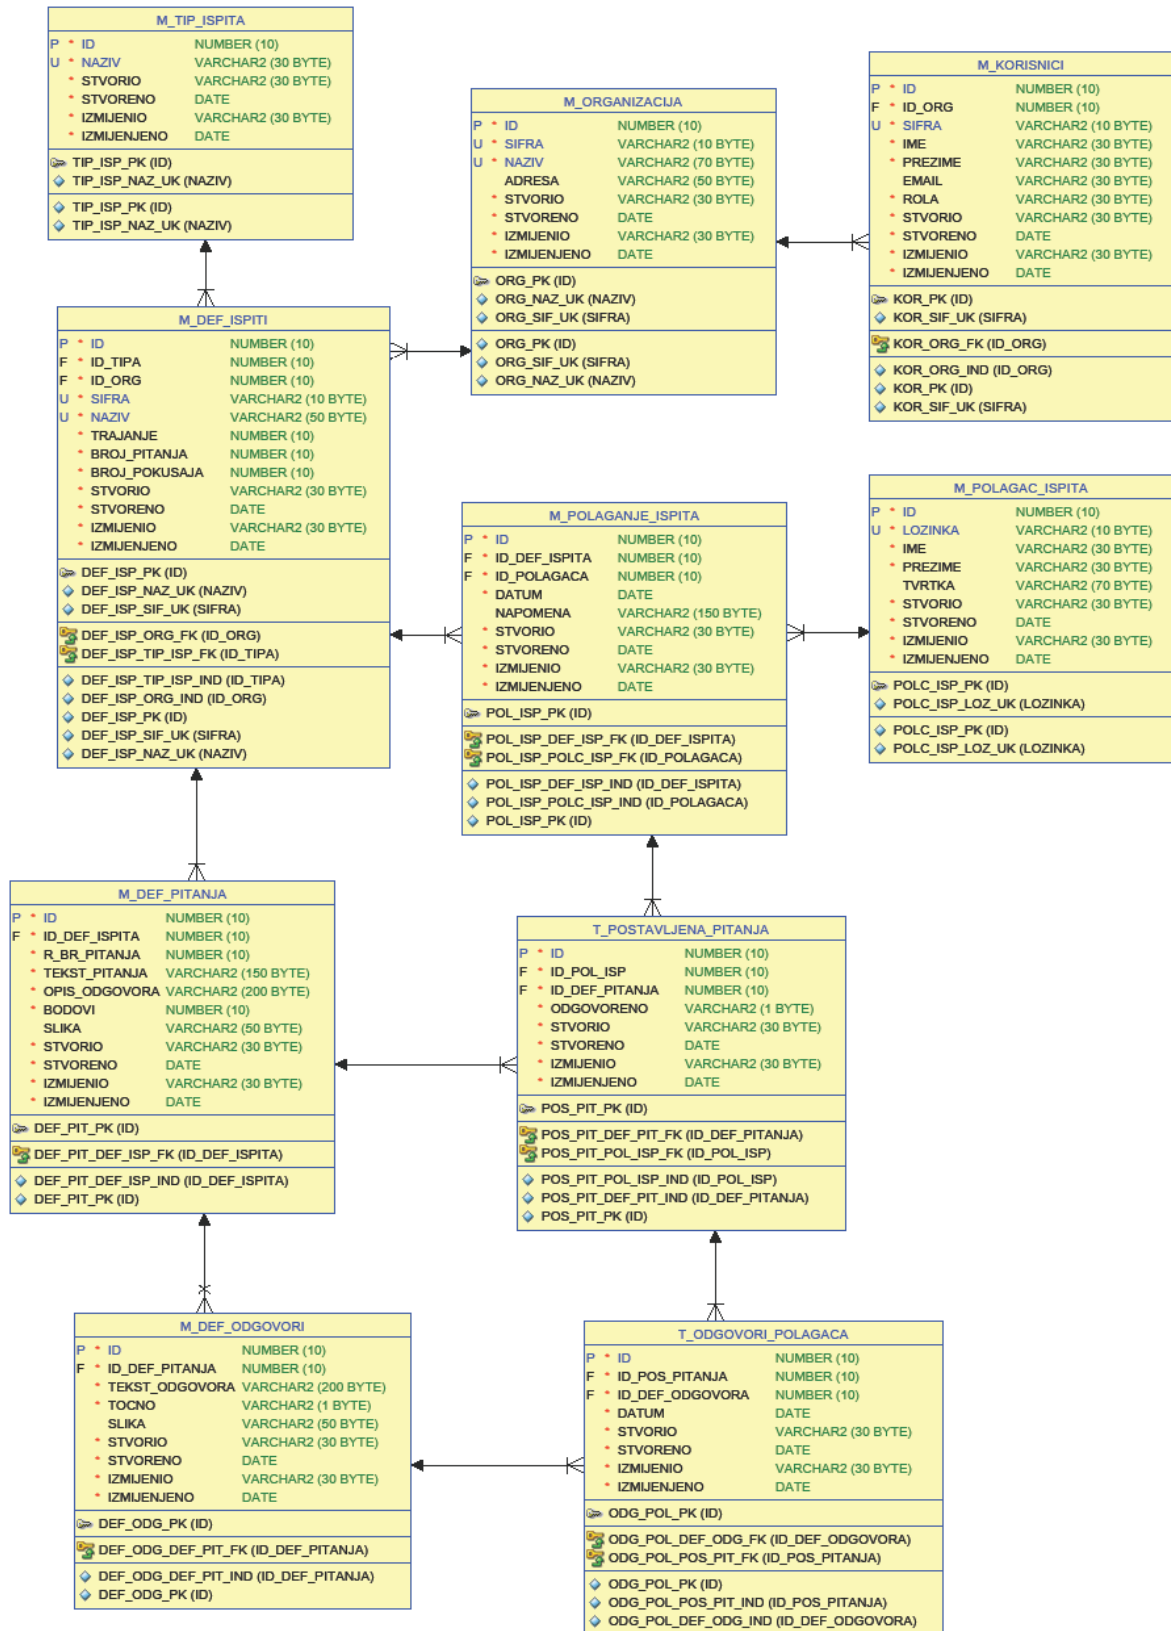 M_TIP_ISPITA
P * ID NUMBER (10)
U * NAZIV VARCHAR2 (30 BYTE)
* STVORIO VARCHAR2 (30 BYTE)
* STVORENO DATE
* IZMIJENIO VARCHAR2 (30 BYTE)
* IZMIJENJENO DATE
TIP_ISP_PK (ID)
TIP_ISP_NAZ_UK (NAZIV)
TIP_ISP_PK (ID)
TIP_ISP_NAZ_UK (NAZIV)
M_ORGANIZACIJA
P * ID NUMBER (10)
U * SIFRA VARCHAR2 (10 BYTE)
U * NAZIV VARCHAR2 (70 BYTE)
ADRESA VARCHAR2 (50 BYTE)
* STVORIO VARCHAR2 (30 BYTE)
* STVORENO DATE
* IZMIJENIO VARCHAR2 (30 BYTE)
* IZMIJENJENO DATE
ORG_PK (ID)
ORG_NAZ_UK (NAZIV)
ORG_SIF_UK (SIFRA)
ORG_PK (ID)
ORG_SIF_UK (SIFRA)
ORG_NAZ_UK (NAZIV)
M_KORISNICI
P * ID NUMBER (10)
F * ID_ORG NUMBER (10)
U * SIFRA VARCHAR2 (10 BYTE)
* IME VARCHAR2 (30 BYTE)
* PREZIME VARCHAR2 (30 BYTE)
EMAIL VARCHAR2 (30 BYTE)
* ROLA VARCHAR2 (30 BYTE)
* STVORIO VARCHAR2 (30 BYTE)
* STVORENO DATE
* IZMIJENIO VARCHAR2 (30 BYTE)
* IZMIJENJENO DATE
KOR_PK (ID)
KOR_SIF_UK (SIFRA)
KOR_ORG_FK (ID_ORG)
KOR_ORG_IND (ID_ORG)
KOR_PK (ID)
KOR_SIF_UK (SIFRA)
M_DEF_ISPITI
P * ID NUMBER (10)
F * ID_TIPA NUMBER (10)
F * ID_ORG NUMBER (10)
U * SIFRA VARCHAR2 (10 BYTE)
U * NAZIV VARCHAR2 (50 BYTE)
* TRAJANJE NUMBER (10)
* BROJ_PITANJA NUMBER (10)
* BROJ_POKUSAJA NUMBER (10)
* STVORIO VARCHAR2 (30 BYTE)
* STVORENO DATE
* IZMIJENIO VARCHAR2 (30 BYTE)
* IZMIJENJENO DATE
DEF_ISP_PK (ID)
DEF_ISP_NAZ_UK (NAZIV)
DEF_ISP_SIF_UK (SIFRA)
DEF_ISP_ORG_FK (ID_ORG)
DEF_ISP_TIP_ISP_FK (ID_TIPA)
DEF_ISP_TIP_ISP_IND (ID_TIPA)
DEF_ISP_ORG_IND (ID_ORG)
DEF_ISP_PK (ID)
DEF_ISP_SIF_UK (SIFRA)
DEF_ISP_NAZ_UK (NAZIV)
M_POLAGANJE_ISPITA
P * ID NUMBER (10)
F * ID_DEF_ISPITA NUMBER (10)
F * ID_POLAGACA NUMBER (10)
* DATUM DATE
NAPOMENA VARCHAR2 (150 BYTE)
* STVORIO VARCHAR2 (30 BYTE)
* STVORENO DATE
* IZMIJENIO VARCHAR2 (30 BYTE)
* IZMIJENJENO DATE
POL_ISP_PK (ID)
POL_ISP_DEF_ISP_FK (ID_DEF_ISPITA)
POL_ISP_POLC_ISP_FK (ID_POLAGACA)
POL_ISP_DEF_ISP_IND (ID_DEF_ISPITA)
POL_ISP_POLC_ISP_IND (ID_POLAGACA)
POL_ISP_PK (ID)
M_POLAGAC_ISPITA
P * ID NUMBER (10)
U * LOZINKA VARCHAR2 (10 BYTE)
* IME VARCHAR2 (30 BYTE)
* PREZIME VARCHAR2 (30 BYTE)
TVRTKA VARCHAR2 (70 BYTE)
* STVORIO VARCHAR2 (30 BYTE)
* STVORENO DATE
* IZMIJENIO VARCHAR2 (30 BYTE)
* IZMIJENJENO DATE
POLC_ISP_PK (ID)
POLC_ISP_LOZ_UK (LOZINKA)
POLC_ISP_PK (ID)
POLC_ISP_LOZ_UK (LOZINKA)
M_DEF_PITANJA
P * ID NUMBER (10)
F * ID_DEF_ISPITA NUMBER (10)
* R_BR_PITANJA NUMBER (10)
* TEKST_PITANJA VARCHAR2 (150 BYTE)
* OPIS_ODGOVORA VARCHAR2 (200 BYTE)
* BODOVI NUMBER (10)
SLIKA VARCHAR2 (50 BYTE)
* STVORIO VARCHAR2 (30 BYTE)
* STVORENO DATE
* IZMIJENIO VARCHAR2 (30 BYTE)
* IZMIJENJENO DATE
DEF_PIT_PK (ID)
DEF_PIT_DEF_ISP_FK (ID_DEF_ISPITA)
DEF_PIT_DEF_ISP_IND (ID_DEF_ISPITA)
DEF_PIT_PK (ID)
T_POSTAVLJENA_PITANJA
P * ID NUMBER (10)
F * ID_POL_ISP NUMBER (10)
F * ID_DEF_PITANJA NUMBER (10)
* ODGOVORENO VARCHAR2 (1 BYTE)
* STVORIO VARCHAR2 (30 BYTE)
* STVORENO DATE
* IZMIJENIO VARCHAR2 (30 BYTE)
* IZMIJENJENO DATE
POS_PIT_PK (ID)
POS_PIT_DEF_PIT_FK (ID_DEF_PITANJA)
POS_PIT_POL_ISP_FK (ID_POL_ISP)
POS_PIT_POL_ISP_IND (ID_POL_ISP)
POS_PIT_DEF_PIT_IND (ID_DEF_PITANJA)
POS_PIT_PK (ID)
M_DEF_ODGOVORI
P * ID NUMBER (10)
F * ID_DEF_PITANJA NUMBER (10)
* TEKST_ODGOVORA VARCHAR2 (200 BYTE)
* TOCNO VARCHAR2 (1 BYTE)
SLIKA VARCHAR2 (50 BYTE)
* STVORIO VARCHAR2 (30 BYTE)
* STVORENO DATE
* IZMIJENIO VARCHAR2 (30 BYTE)
* IZMIJENJENO DATE
DEF_ODG_PK (ID)
DEF_ODG_DEF_PIT_FK (ID_DEF_PITANJA)
DEF_ODG_DEF_PIT_IND (ID_DEF_PITANJA)
DEF_ODG_PK (ID)
T_ODGOVORI_POLAGACA
P * ID NUMBER (10)
F * ID_POS_PITANJA NUMBER (10)
F * ID_DEF_ODGOVORA NUMBER (10)
* DATUM DATE
* STVORIO VARCHAR2 (30 BYTE)
* STVORENO DATE
* IZMIJENIO VARCHAR2 (30 BYTE)
* IZMIJENJENO DATE
ODG_POL_PK (ID)
ODG_POL_DEF_ODG_FK (ID_DEF_ODGOVORA)
ODG_POL_POS_PIT_FK (ID_POS_PITANJA)
ODG_POL_PK (ID)
ODG_POL_POS_PIT_IND (ID_POS_PITANJA)
ODG_POL_DEF_ODG_IND (ID_DEF_ODGOVORA)